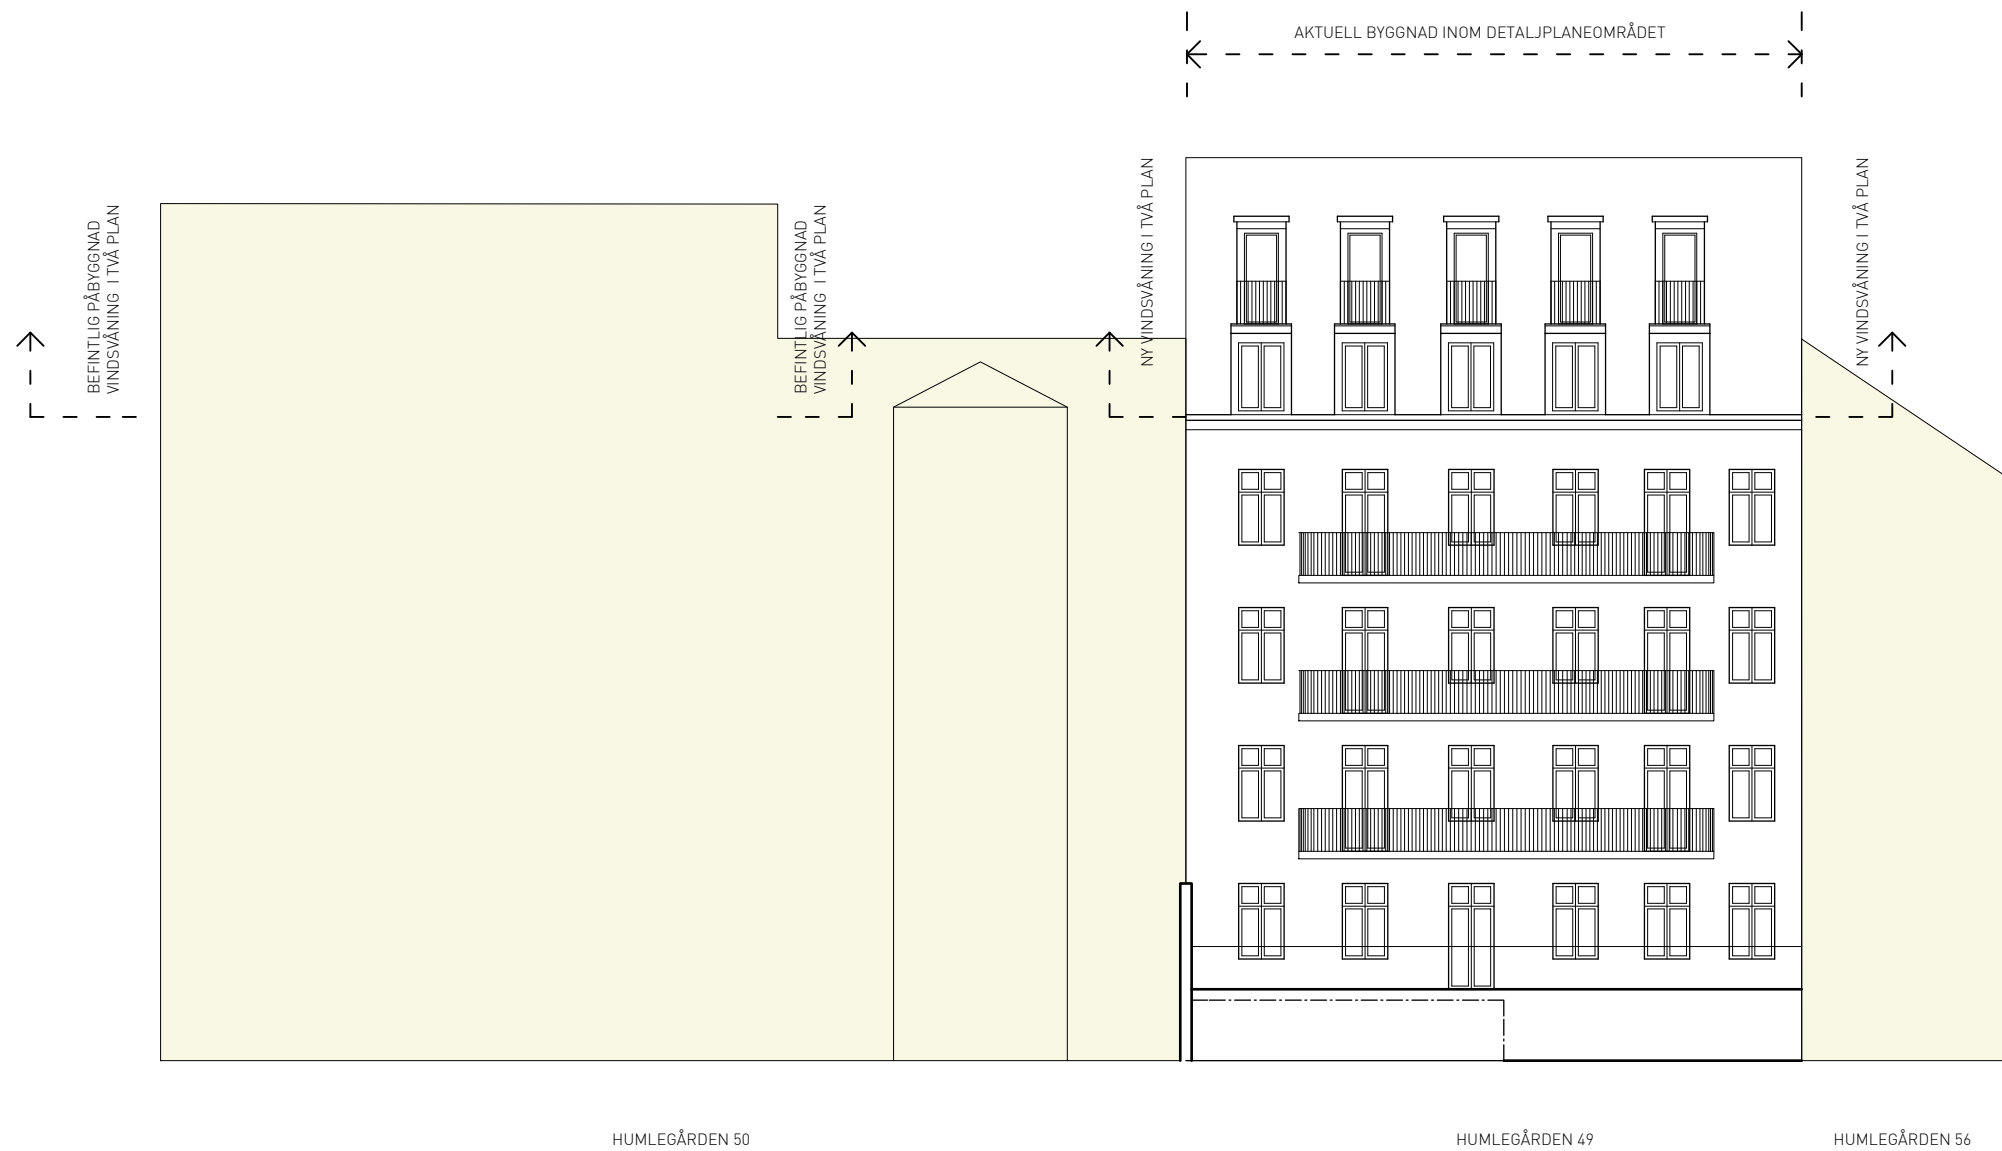 AKTUELL BYGGNAD INOM DETALJPLANEOMRÅDET
BEFINTLIG PÅBYGGNAD
VINDSVÅNING I TVÅ PLAN
BEFINTLIG PÅBYGGNAD
VINDSVÅNING I TVÅ PLAN
NY VINDSVÅNING I TVÅ PLAN
NY VINDSVÅNING I TVÅ PLAN
HUMLEGÅRDEN 50
HUMLEGÅRDEN 49
HUMLEGÅRDEN 56